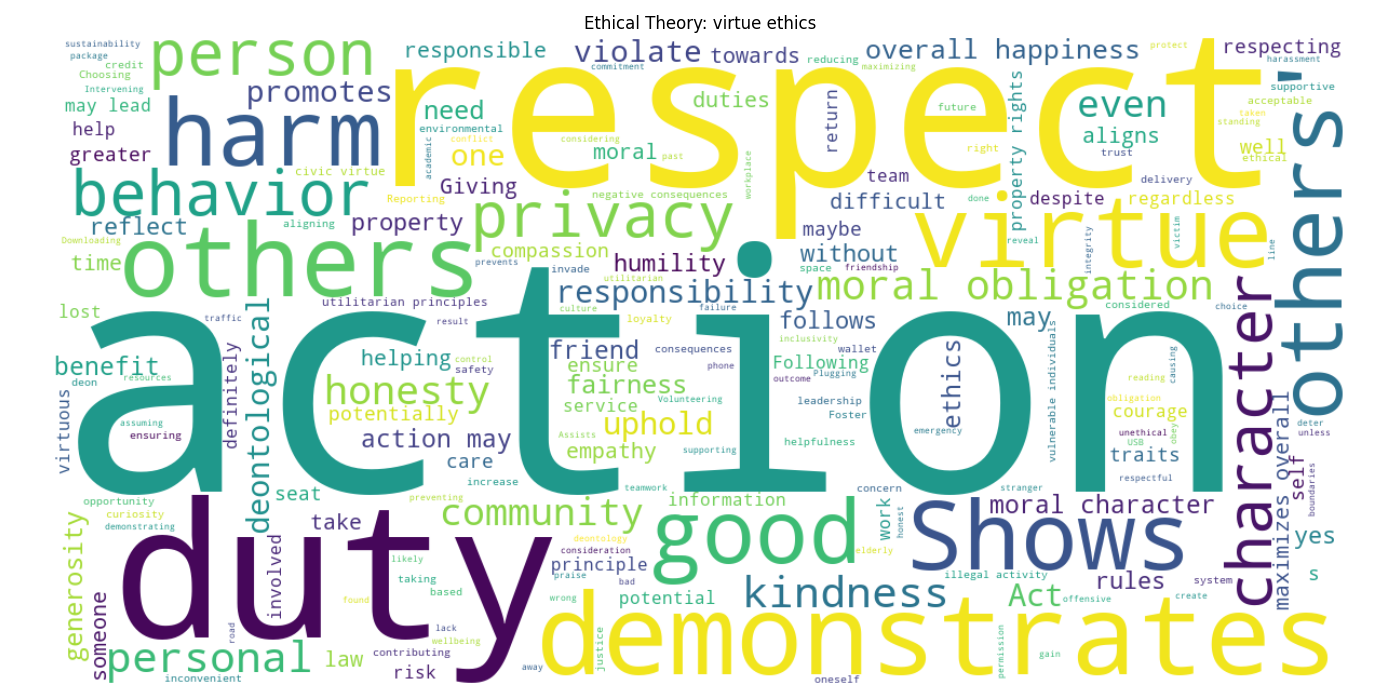 Ethical Theory: virtue ethics
sustainability
package
credit
Choosing
Intervening
person
responsible
violate
towards
commitment
reducing
maximizing
overall happiness
protect
respecting
harassment
supportive
acceptable
taken
standing
may lead
help
greater
harm
promotes
respect
need
environmental
conflict
one
academic
considering
moral
past
duties
workplace
return
future
right
property rights
even
aligns
trust
well
ethical
others'
civic virtue
behavior
reflect
aligning
Giving
Reporting
property
negative consequences
privacy
team
difficult
maybe
despite
delivery
regardless
done
reveal
virtue
integrity
victim
line
Downloading
time
others
compassion
prevents
invade
humility
utilitarian
without
space
friendship
moral obligation
lost
traffic
deontological
utilitarian principles
result
action
responsibility
culture
failure
loyalty
follows
may
considered
choice
character
benefit
deon
resources
definitely
helping
control
safety
friend
ensure
consequences
phone
wallet
Following
Plugging
outcome
ethics
vulnerable individuals
reading
causing
virtuous
assuming
ensuring
honesty
potentially
fairness
service
Volunteering
leadership
Foster
obligation
courage
unethical
USB
obey
traits
maximizes overall
deter
unless
action may
care
Assists
uphold
empathy
supporting
helpfulness
emergency
respectful
self
boundaries
opportunity
curiosity
demonstrating
seat
preventing
increase
teamwork
information
concern
stranger
moral character
generosity
duty
take
involved
community
deontology
consideration
principle
good
work
honest
elderly
Shows
yes
s
likely
taking
based
found
praise
bad
wrong
potential
kindness
illegal activity
Act
offensive
rules
system
create
someone
personal
inconvenient
road
law
lack
wellbeing
contributing
risk
away
demonstrates
justice
oneself
permission
gain